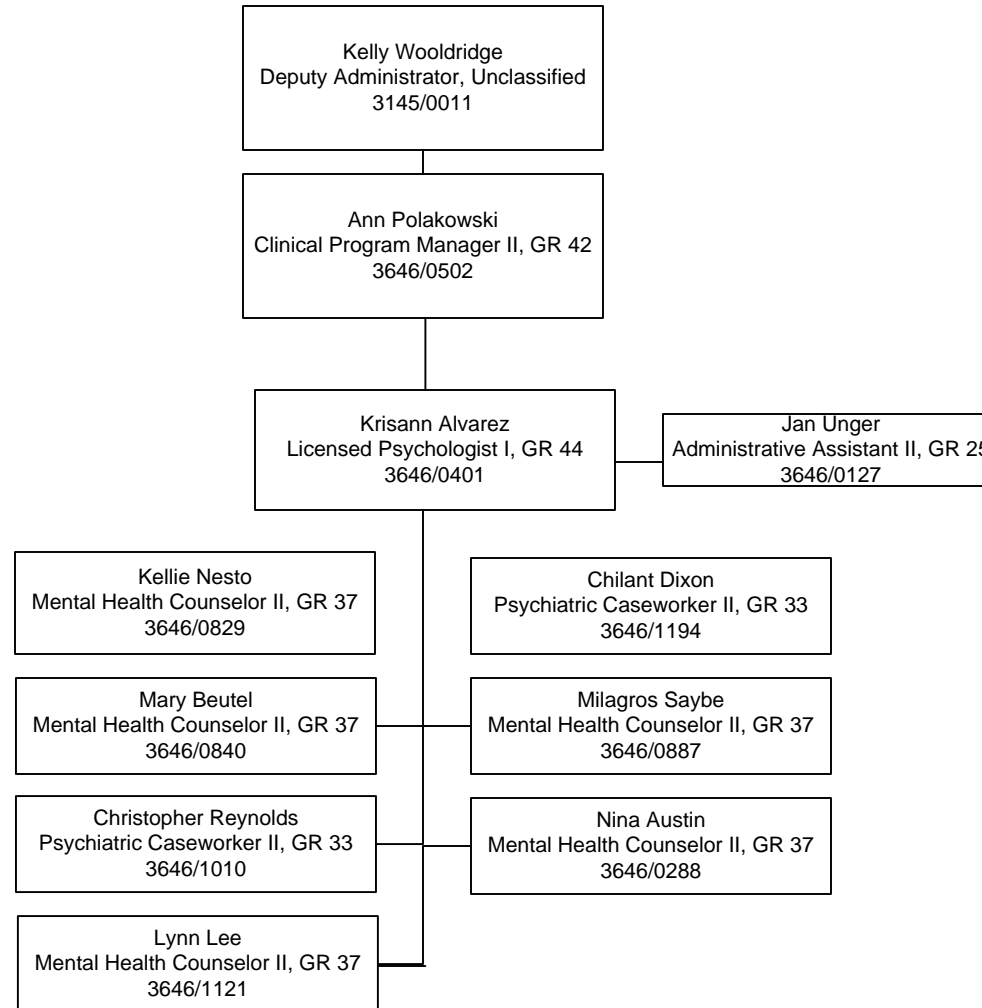 Kelly Wooldridge
Deputy Administrator, Unclassified
3145/0011
Ann Polakowski
Clinical Program Manager II, GR 42
3646/0502
Krisann Alvarez
Licensed Psychologist I, GR 44
3646/0401
Jan Unger
Administrative Assistant II, GR 25
3646/0127
Kellie Nesto
Mental Health Counselor II, GR 37
3646/0829
Chilant Dixon
Psychiatric Caseworker II, GR 33
3646/1194
Mary Beutel
Mental Health Counselor II, GR 37
3646/0840
Milagros Saybe
Mental Health Counselor II, GR 37
3646/0887
Christopher Reynolds
Psychiatric Caseworker II, GR 33
3646/1010
Nina Austin
Mental Health Counselor II, GR 37
3646/0288
Lynn Lee
Mental Health Counselor II, GR 37
3646/1121